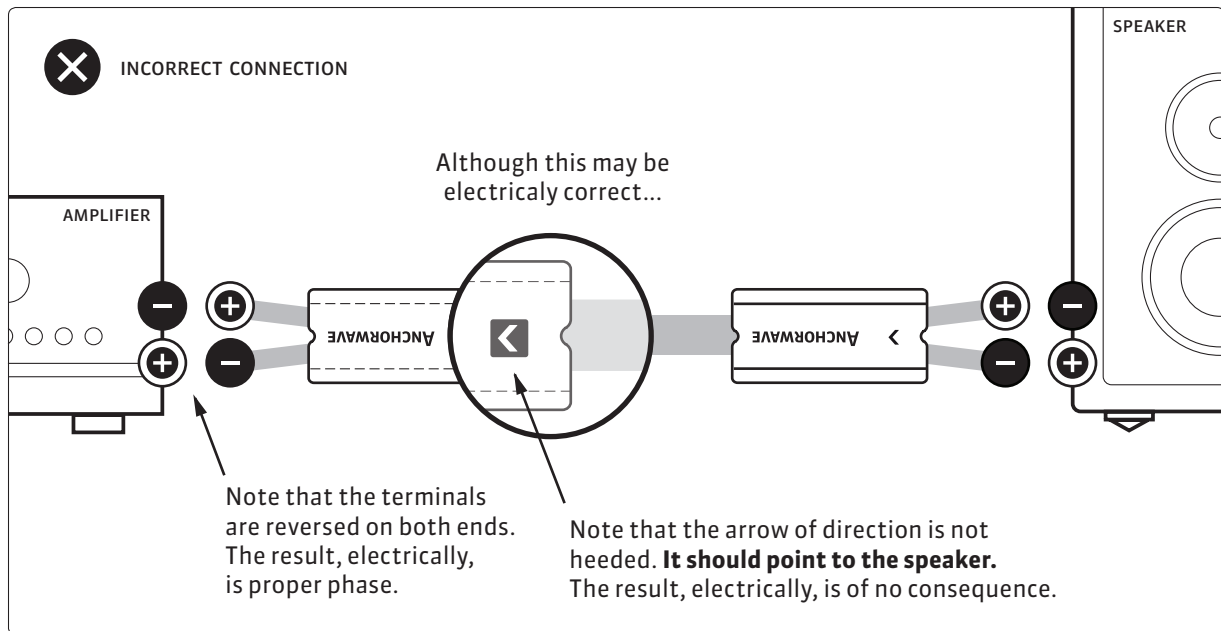 SPEAKER
INCORRECT CONNECTION
Although this may be
electricaly correct...
AMPLIFIER
ANCHORWAVE
ANCHORWAVE
Note that the terminals
are reversed on both ends.
The result, electrically,
is proper phase.
Note that the arrow of direction is not
heeded. It should point to the speaker.
The result, electrically, is of no consequence.